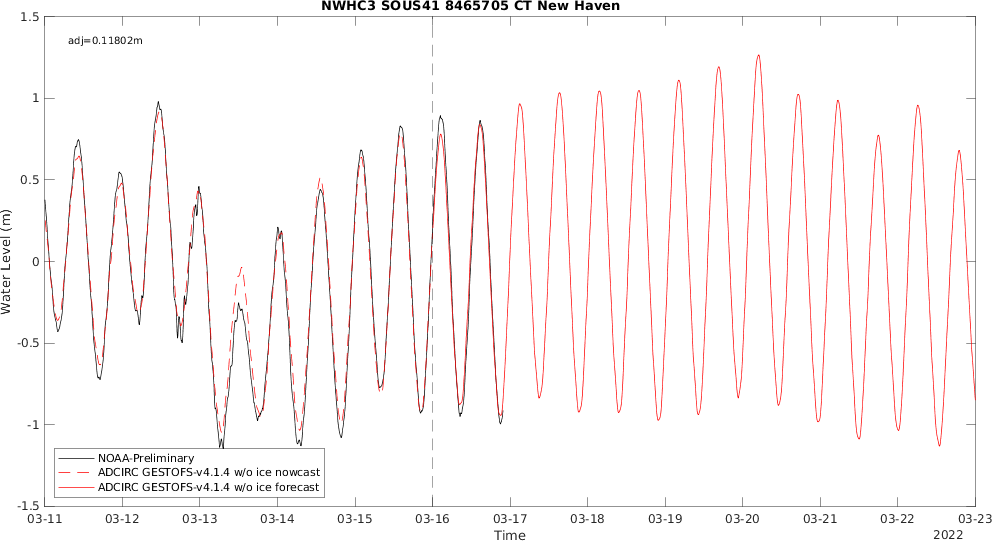 NWHC3 SOUS41 8465705 CT New Haven
adj=0.11802m
1.5
1
0.5
0
-0.5
-1
-1.5
Water Level (m)
NOAA-Preliminary
ADCIRC GESTOFS-v4.1.4 w/o ice nowcast
ADCIRC GESTOFS-v4.1.4 w/o ice forecast
03-11 03-12 03-13 03-14 03-15 03-16 03-17 03-18 03-19 03-20 03-21 03-22 03-23
Time
2022